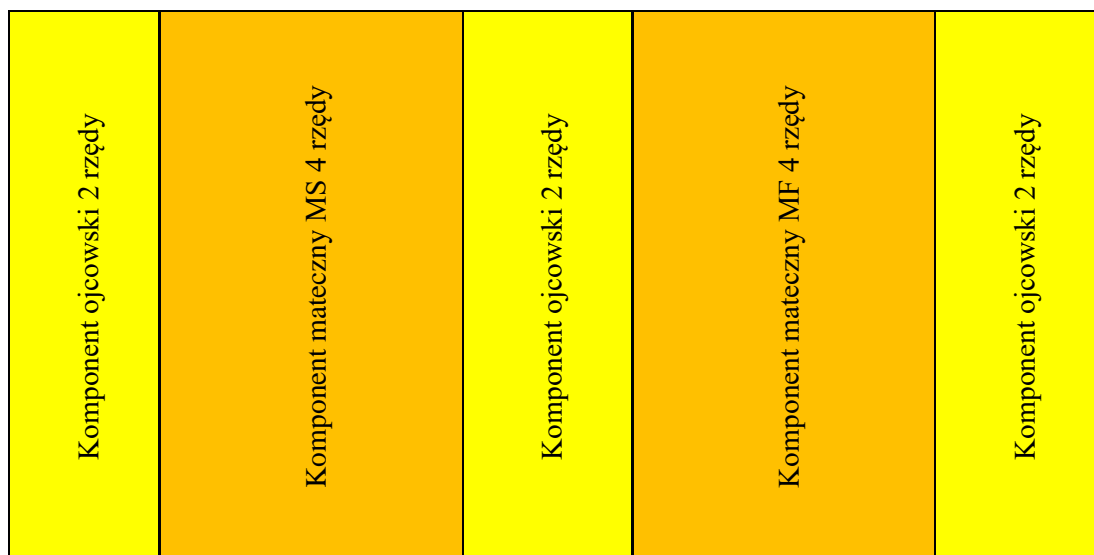 Komponent ojcowski 2 rzędy
Komponent mateczny MS 4 rzędy
Komponent ojcowski 2 rzędy
Komponent mateczny MF 4 rzędy
Komponent ojcowski 2 rzędy